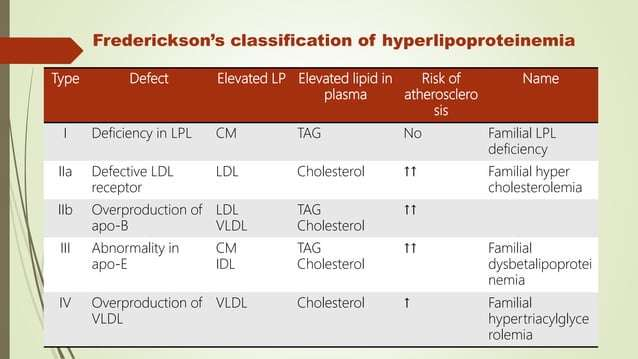 Frederickson’s classification of hyperlipoproteinemia
Type Defect Elevated LP Elevated lipid in plasma Risk of atherosclero sis Name
I Deficiency in LPL CM TAG No Familial LPL deficiency
IIa Defective LDL receptor LDL Cholesterol ↑↑ Familial hyper cholesterolemia
IIb Overproduction of apo-B LDL VLDL TAG Cholesterol ↑↑
III Abnormality in apo-E CM IDL TAG Cholesterol ↑↑ Familial dysbetalipoprotei nemia
IV Overproduction of VLDL VLDL Cholesterol ↑ Familial hypertriacylglyce rolemia